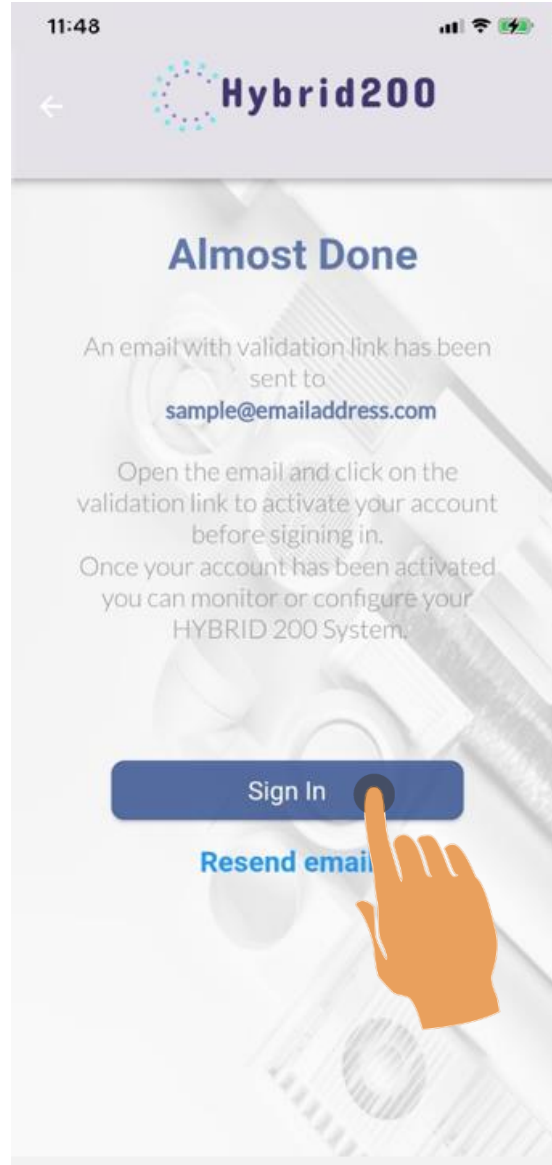 11:48
Hybrid200
Almost Done
An email with validation link has been
sent to
sample@emailaddress.com
Open the email and click on the
validation link to activate your account
before sigining in.
Once your account has been activated
you can monitor or configure your
HYBRID 200 System.
Sign In
Resend email